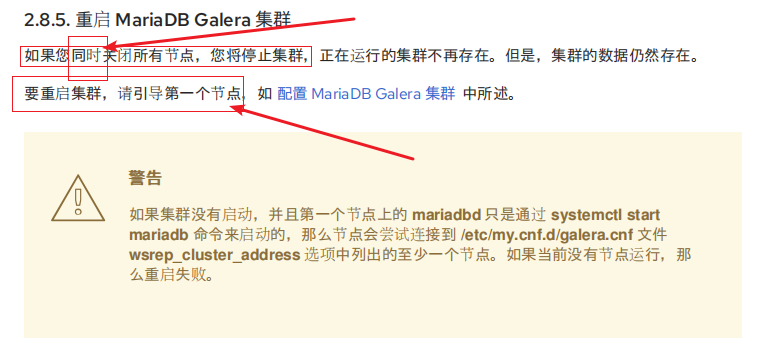 2.8.5. 重启 MariaDB Galera 集群
如果您同时关闭所有节点，您将停止集群，正在运行的集群不再存在。但是，集群的数据仍然存在。
要重启集群，请引导第一个节点，如 配置 MariaDB Galera 集群 中所述。
警告
如果集群没有启动，并且第一个节点上的 mariadbd 只是通过 systemctl start
mariadb 命令来启动的，那么节点会尝试连接到 /etc/my.cnf.d/galera.cnf 文件
wsrep_cluster_address 选项中列出的至少一个节点。如果当前没有节点运行，那
么重启失败。